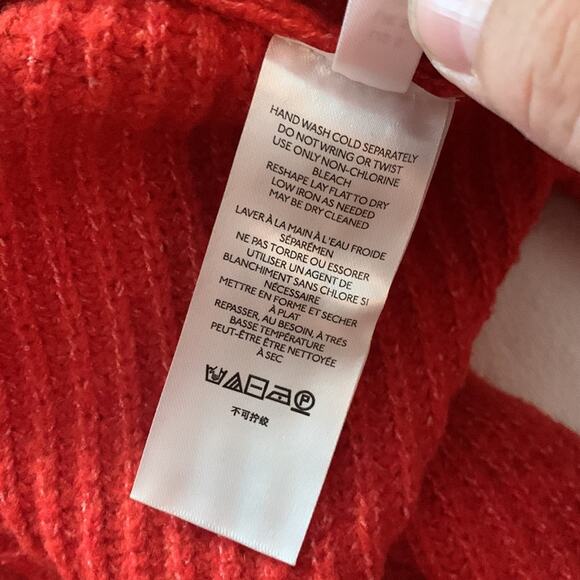 HAND WASH COLD SEPARATELY
DO NOT WRING OR TWIST
USE ONLY NON-CHLORINE
BLEACH
RESHAPE LAY FLAT TO DRY
LOW IRON AS NEEDED
MAY BE DRY CLEANED
LAVER À LA MAIN À L'EAU FROIDE
SÉPARÉMEN
NE PAS TORDRE OU ESSORER
UTILISER UN AGENT DE
BLANCHIMENT SANS CHLORE SI
NÉCESSAIRE
METTRE EN FORME ET SECHER
À PLAT
REPASSER, AU BESOIN, À TRÉS
BASSE TEMPÉRATURE
PEUT-ÊTRE ÊTRE NETTOYÉE
À SEC
P
不可拧绞